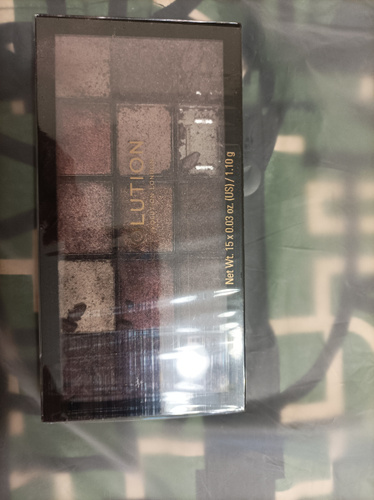 OLUTION
Net Wt. 15 x 0.03 oz. (US) / 1.10 g